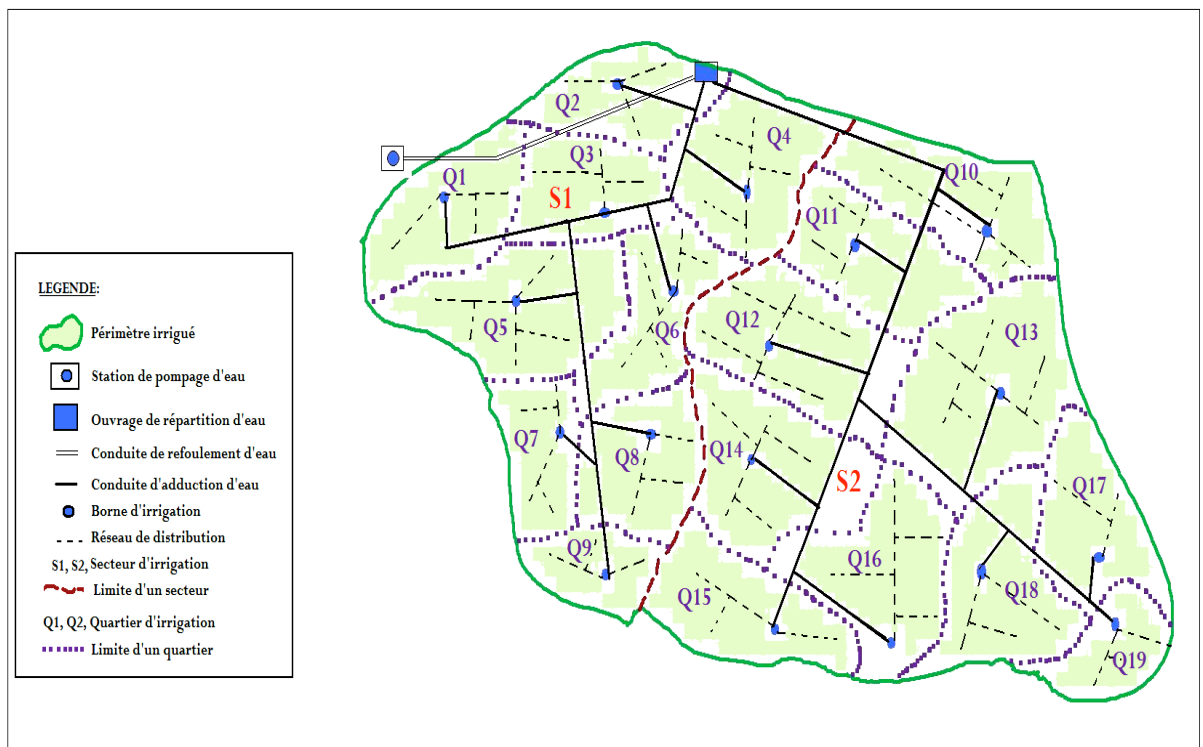 Q2
Q4
Q3
Q1
Q10
S1
Q11
LEGENDE:
Périmètre irrigué
Station de pompage d'eau
Ouvrage de répartition d'eau
Conduite de refoulement d'eau
Conduite d'adduction d'eau
Borne d'irrigation
Réseau de distribution
S1, S2, Secteur d'irrigation
Limite d'un secteur
Q1, Q2, Quartier d'irrigation
Limite d'un quartier
Q5
Q6
Q12
Q13
Q7
Q8
Q14
S2
Q17
Q9
Q16
Q15
Q18
Q19